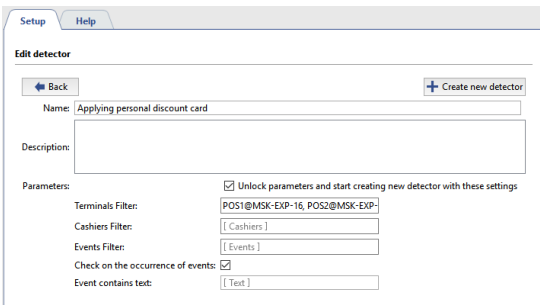 Setup Help
Edit detector
Back Create new detector
Name: Applying personal discount card
Description:
Parameters: Unlock parameters and start creating new detector with these settings
Terminals Filter: POS1@MSK-EXP-16, POS2@MSK-EXP-
Cashiers Filter: [ Cashiers ]
Events Filter: [ Events ]
Check on the occurrence of events:
Event contains text: [ Text ]